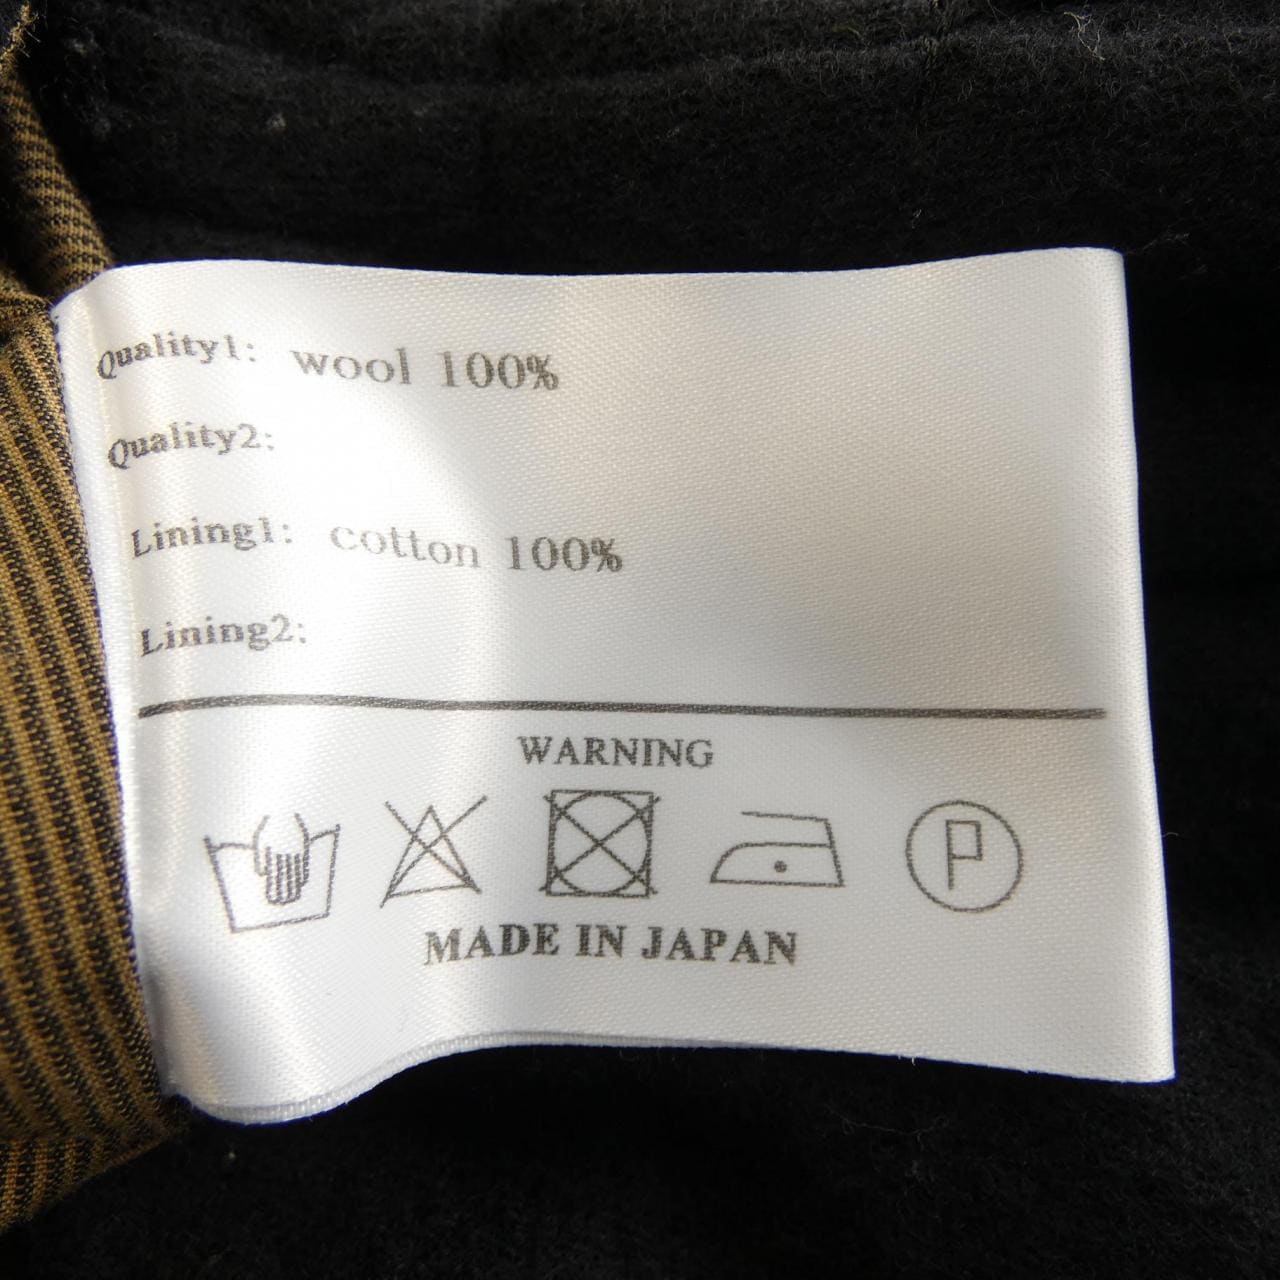 Quality1: wool 100%
Quality2:
Lining1: cotton 100%
Lining2:
WARNING
P
MADE IN JAPAN